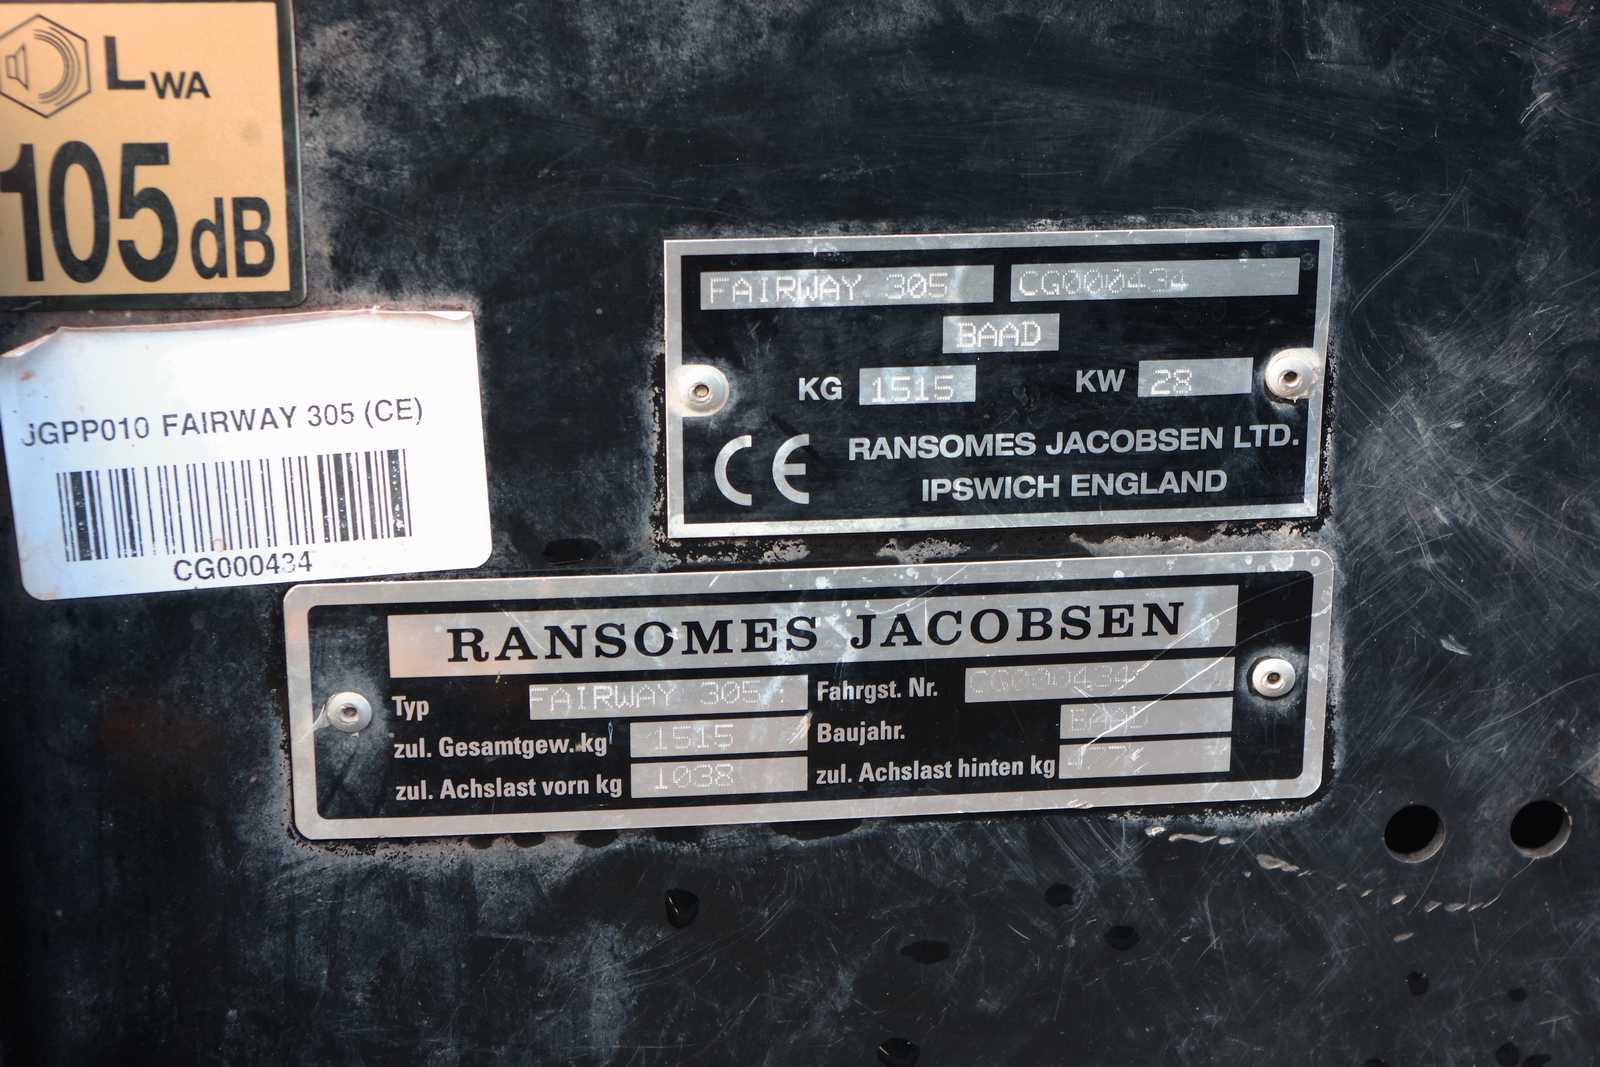 LWA
105 dB
JGPP010 FAIRWAY 305 (CE)
CG000434
FAIRWAY 305 CG000434
BAAD
KG 1515 KW 28
CE RANSOMES JACOBSEN LTD.
IPSWICH ENGLAND
RANSOMES JACOBSEN
Typ FAIRWAY 305 Fahrgst. Nr. CG000434
zul. Gesamtgew. kg 1515 Baujahr. BAAD
zul. Achslast vorn kg 1038 zul. Achslast hinten kg